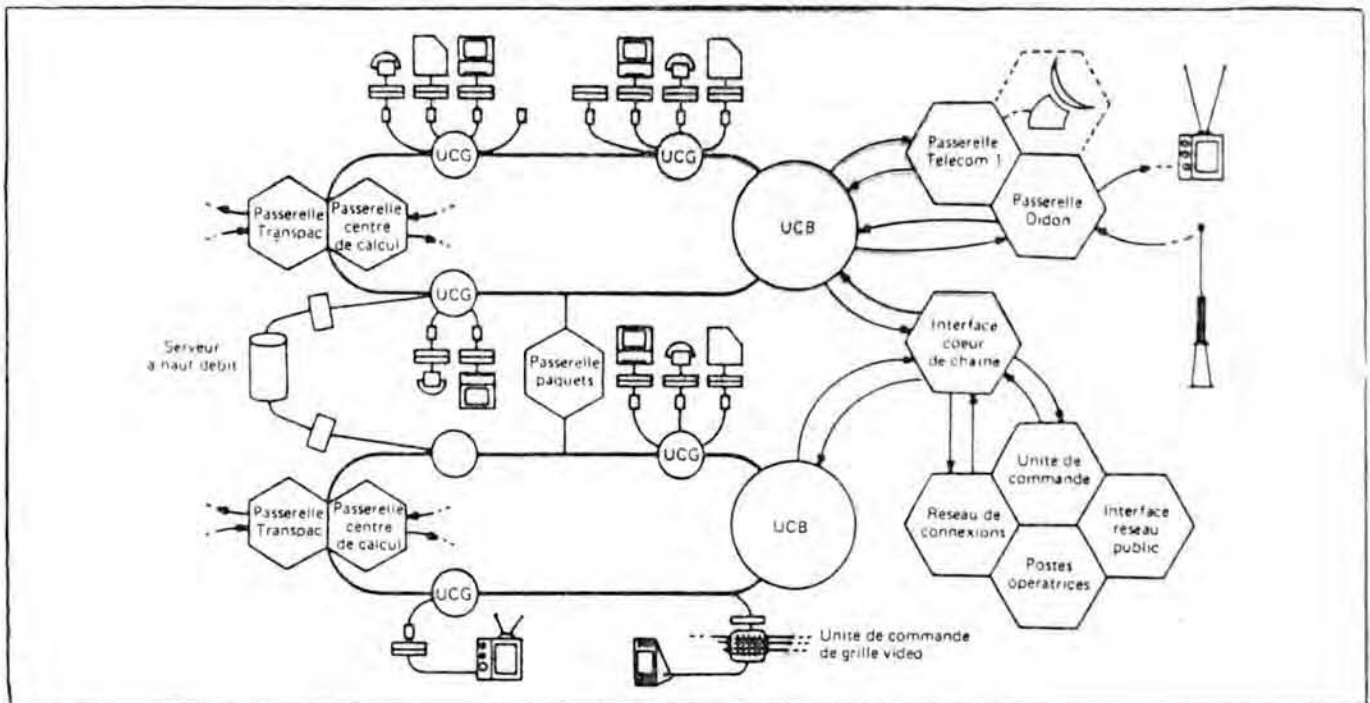 UCG
UCG
Passerelle
Telecom 1
Passerelle
Didon
Passerelle
Transpac
Passerelle
centre
de calcul
UCB
UCG
Serveur
a haut debit
Passerelle
paquets
Interface
coeur
de chaine
UCG
Unite de
commande
Passerelle
Transpac
Passerelle
centre
de calcul
UCB
Reseau de
connexions
Interface
reseau
public
Postes
operatrices
UCG
Unite de commande
de grille video